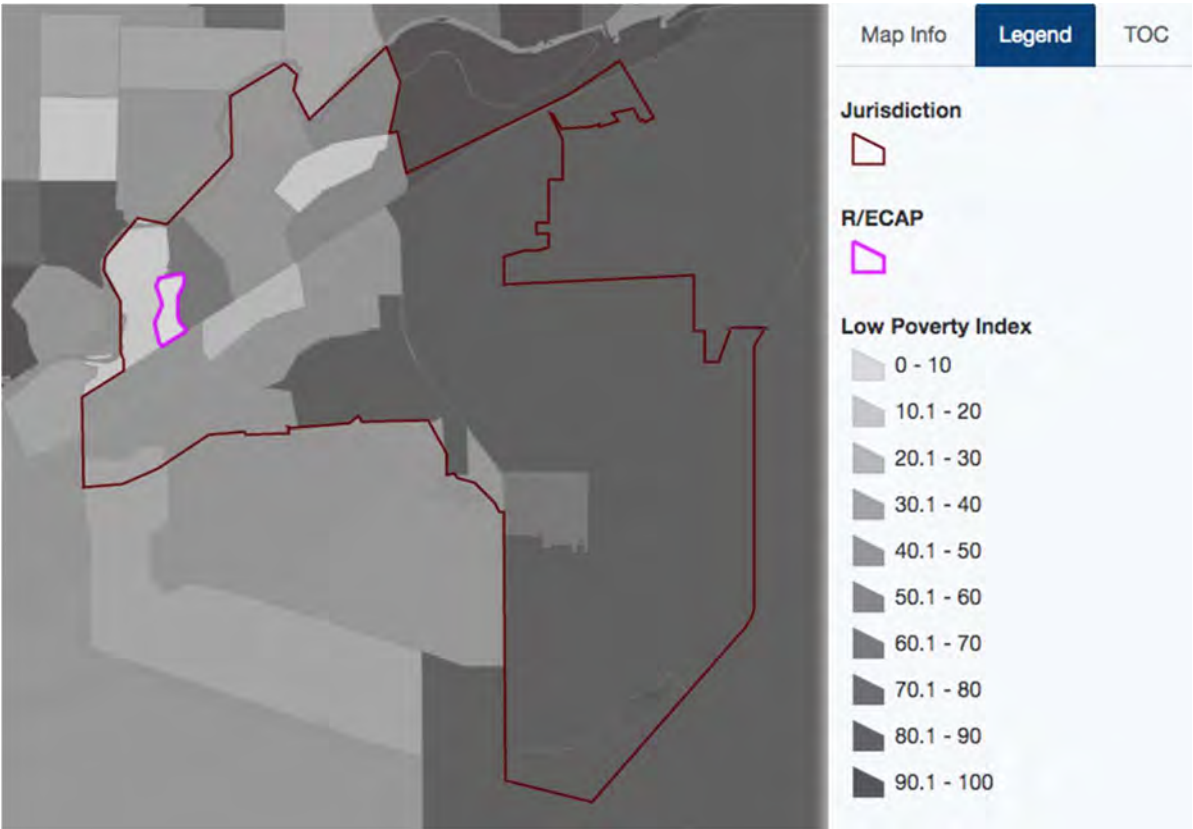 Map Info Legend TOC
Jurisdiction
R/ECAP
Low Poverty Index
0 - 10
10.1 - 20
20.1 - 30
30.1 - 40
40.1 - 50
50.1 - 60
60.1 - 70
70.1 - 80
80.1 - 90
90.1 - 100